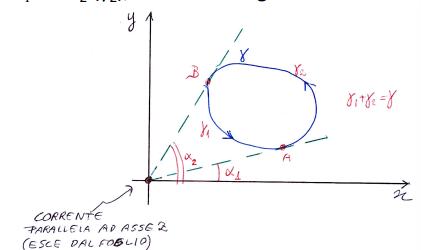 y
B
γ
γ₂
γ₁+γ₂=γ
γ₁
A
α₂
α₁
x
CORRENTE
PARALLELA AD ASSE Z
(ESCE DAL FOGLIO)